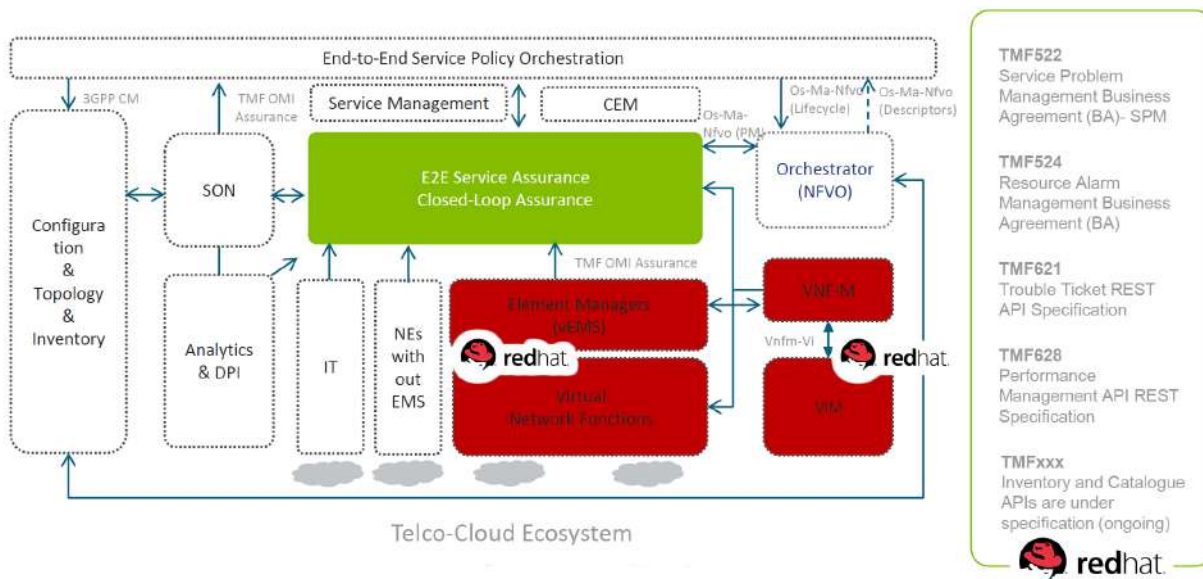 End-to-End Service Policy Orchestration
3GPP CM
TMF OMI
Assurance
Service Management
CEM
Os-Ma-
Nfvo (PM)
Os-Ma-Nfvo
(Lifecycle)
Os-Ma-Nfvo
(Descriptors)
Configura
tion
&
Topology
&
Inventory
SON
E2E Service Assurance
Closed-Loop Assurance
Orchestrator
(NFVO)
TMF OMI Assurance
Analytics
& DPI
IT
NEs
with
out
EMS
Element Managers
(vEMS)
redhat.
Virtual
Network Functions
VNF-M
Vnfm-Vi
redhat.
VIM
Telco-Cloud Ecosystem
TMF522
Service Problem
Management Business
Agreement (BA)- SPM
TMF524
Resource Alarm
Management Business
Agreement (BA)
TMF621
Trouble Ticket REST
API Specification
TMF628
Performance
Management API REST
Specification
TMFxxx
Inventory and Catalogue
APIs are under
specification (ongoing)
redhat.